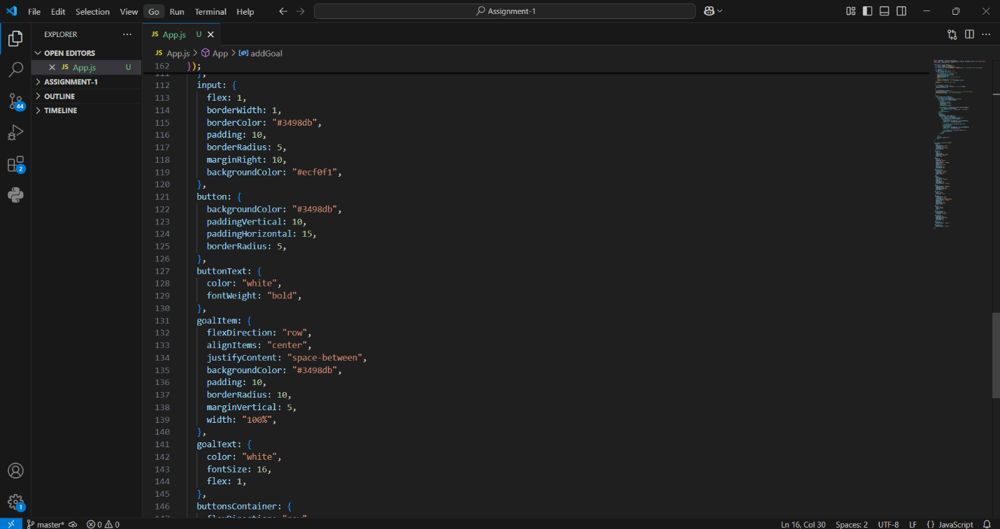 File Edit Selection View Go Run Terminal Help
Assignment-1
EXPLORER
OPEN EDITORS
JS App.js U
ASSIGNMENT-1
OUTLINE
TIMELINE
44
2
1
JS App.js U
JS App.js > App > addGoal
162 });
111 },
112 input: {
113 flex: 1,
114 borderWidth: 1,
115 borderColor: "#3498db",
116 padding: 10,
117 borderRadius: 5,
118 marginRight: 10,
119 backgroundColor: "#ecf0f1",
120 },
121 button: {
122 backgroundColor: "#3498db",
123 paddingVertical: 10,
124 paddingHorizontal: 15,
125 borderRadius: 5,
126 },
127 buttonText: {
128 color: "white",
129 fontWeight: "bold",
130 },
131 goalItem: {
132 flexDirection: "row",
133 alignItems: "center",
134 justifyContent: "space-between",
135 backgroundColor: "#3498db",
136 padding: 10,
137 borderRadius: 10,
138 marginVertical: 5,
139 width: "100%",
140 },
141 goalText: {
142 color: "white",
143 fontSize: 16,
144 flex: 1,
145 },
146 buttonsContainer: {
147 flexDirection: "row",
master* 0 0 Ln 16, Col 30 Spaces: 2 UTF-8 LF {} JavaScript